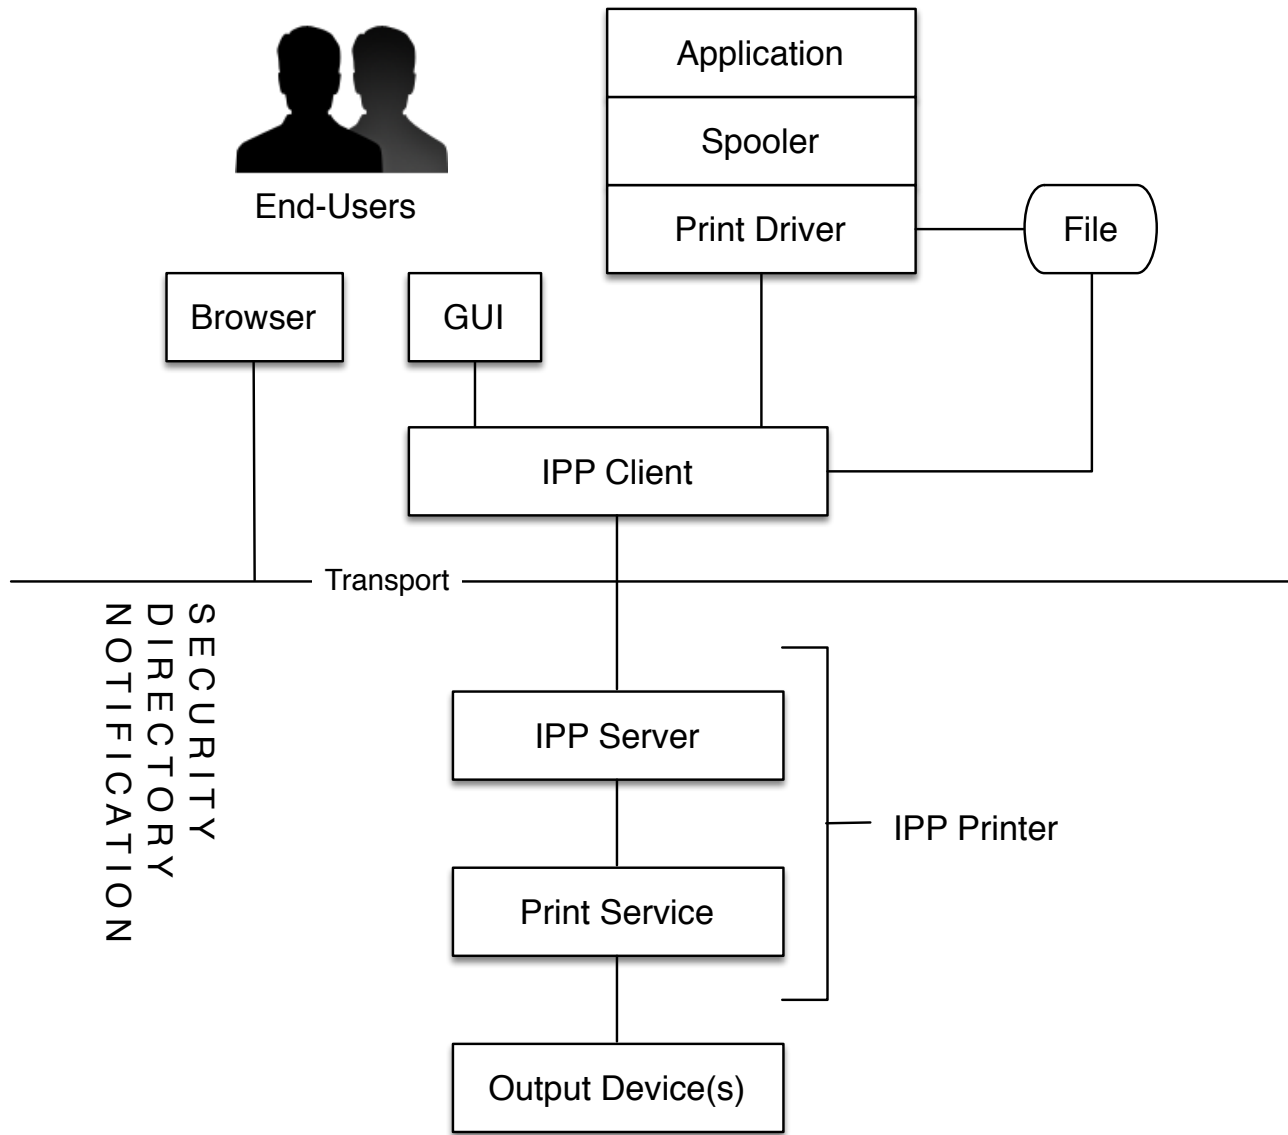 Application
Spooler
End-Users
Print Driver
File
Browser
GUI
IPP Client
Transport
SECURITY
DIRECTORY
NOTIFICATION
IPP Server
IPP Printer
Print Service
Output Device(s)